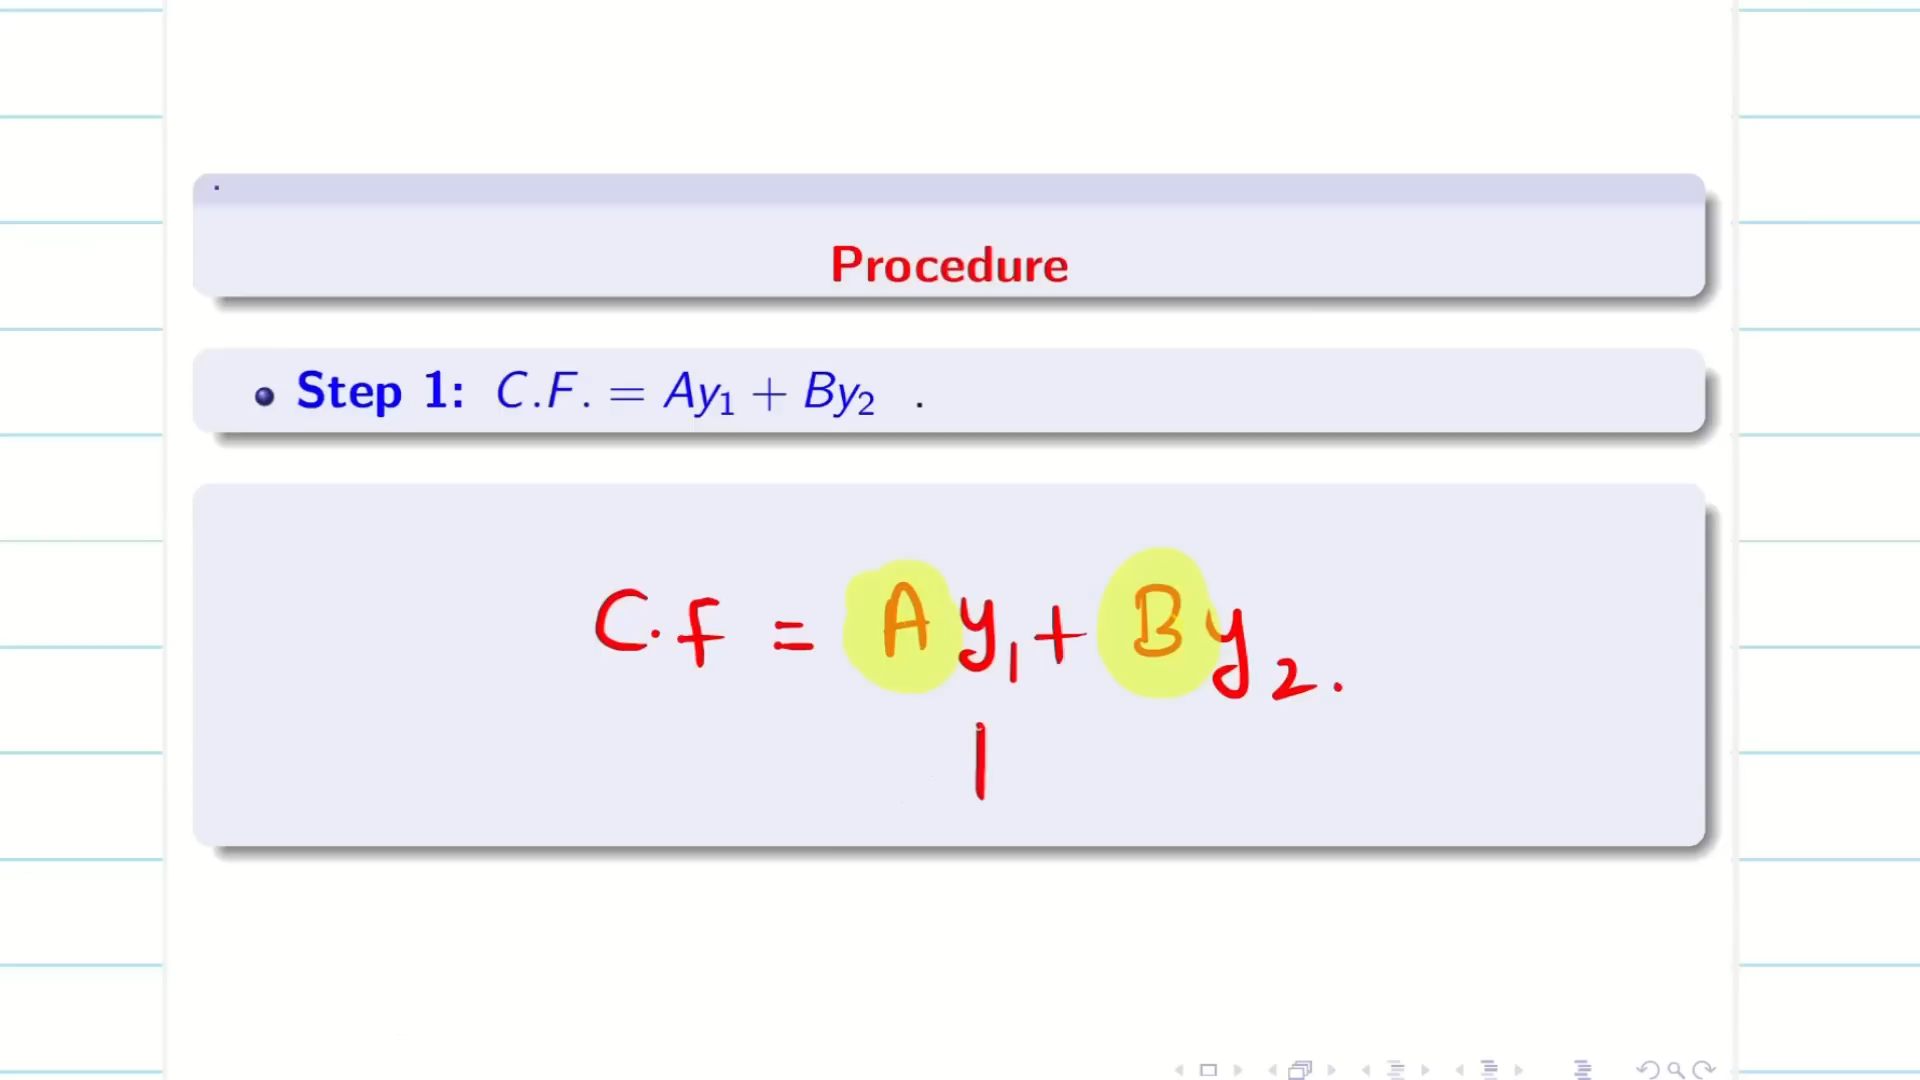 Procedure
• Step 1: C.F. = Ay₁ + By₂ .
C.f = Ay₁ + By₂.
|